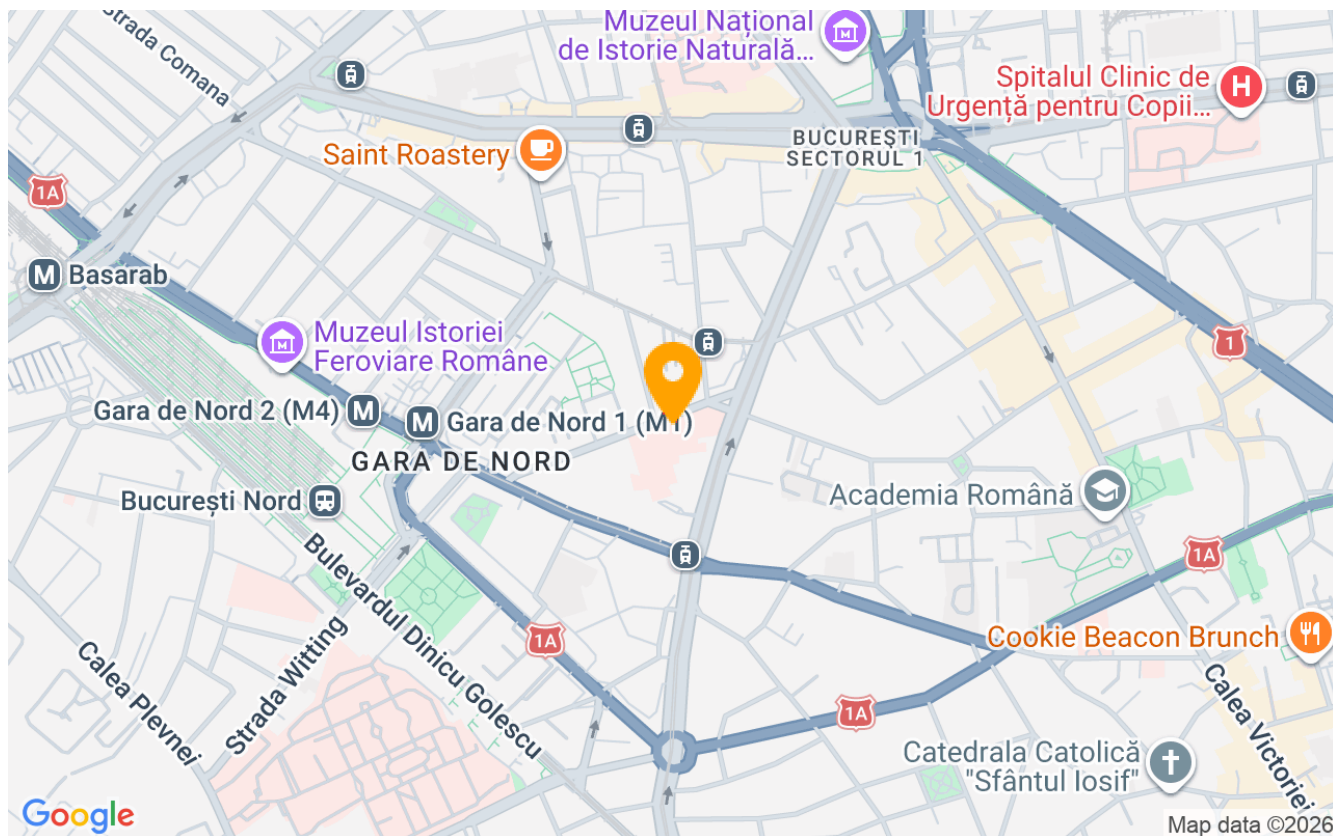 Muzeul Național
de Istorie Naturală...
Strada Comana
Spitalul Clinic de
Urgență pentru Copii...
H
BUCUREȘTI
SECTORUL 1
Saint Roastery
1A
M Basarab
Muzeul Istoriei
Feroviare Române
1
Gara de Nord 2 (M4) M
M Gara de Nord 1 (M1)
GARA DE NORD
București Nord
Academia Română
1A
Bulevardul Dinicu Golescu
1A
Cookie Beacon Brunch
Strada Witting
Calea Plevnei
1A
Calea Victoriei
Catedrala Catolică
"Sfântul Iosif"
Google
Map data ©2026